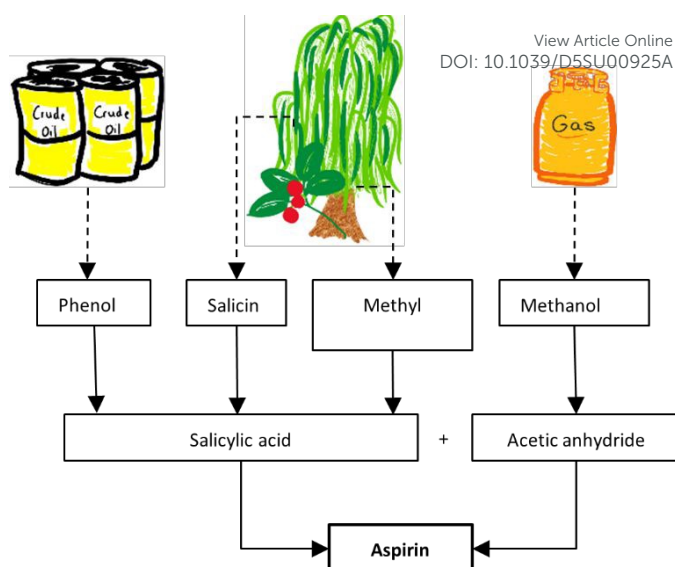 View Article Online
DOI: 10.1039/D5SU00925A
Crude
Oil
Crude
Oil
Gas
Phenol
Salicin
Methyl
Methanol
Salicylic acid
+
Acetic anhydride
Aspirin